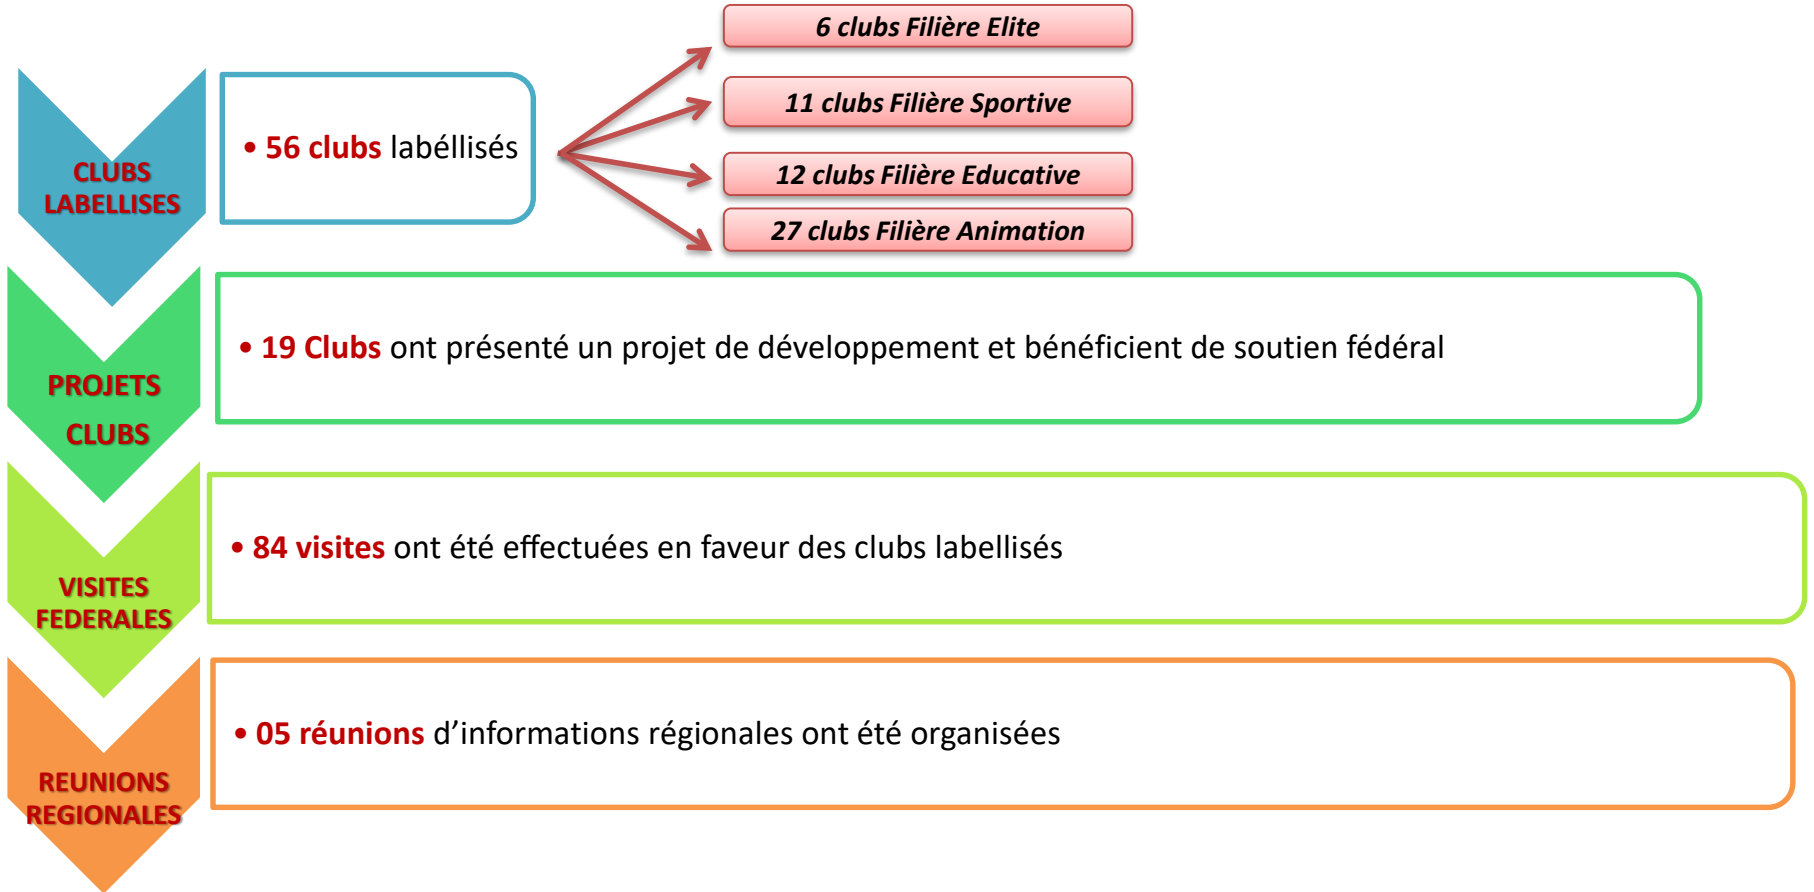 6 clubs Filière Elite
11 clubs Filière Sportive
CLUBS
LABELLISES
• 56 clubs labéllisés
12 clubs Filière Educative
27 clubs Filière Animation
PROJETS
CLUBS
• 19 Clubs ont présenté un projet de développement et bénéficient de soutien fédéral
VISITES
FEDERALES
• 84 visites ont été effectuées en faveur des clubs labellisés
REUNIONS
REGIONALES
• 05 réunions d’informations régionales ont été organisées